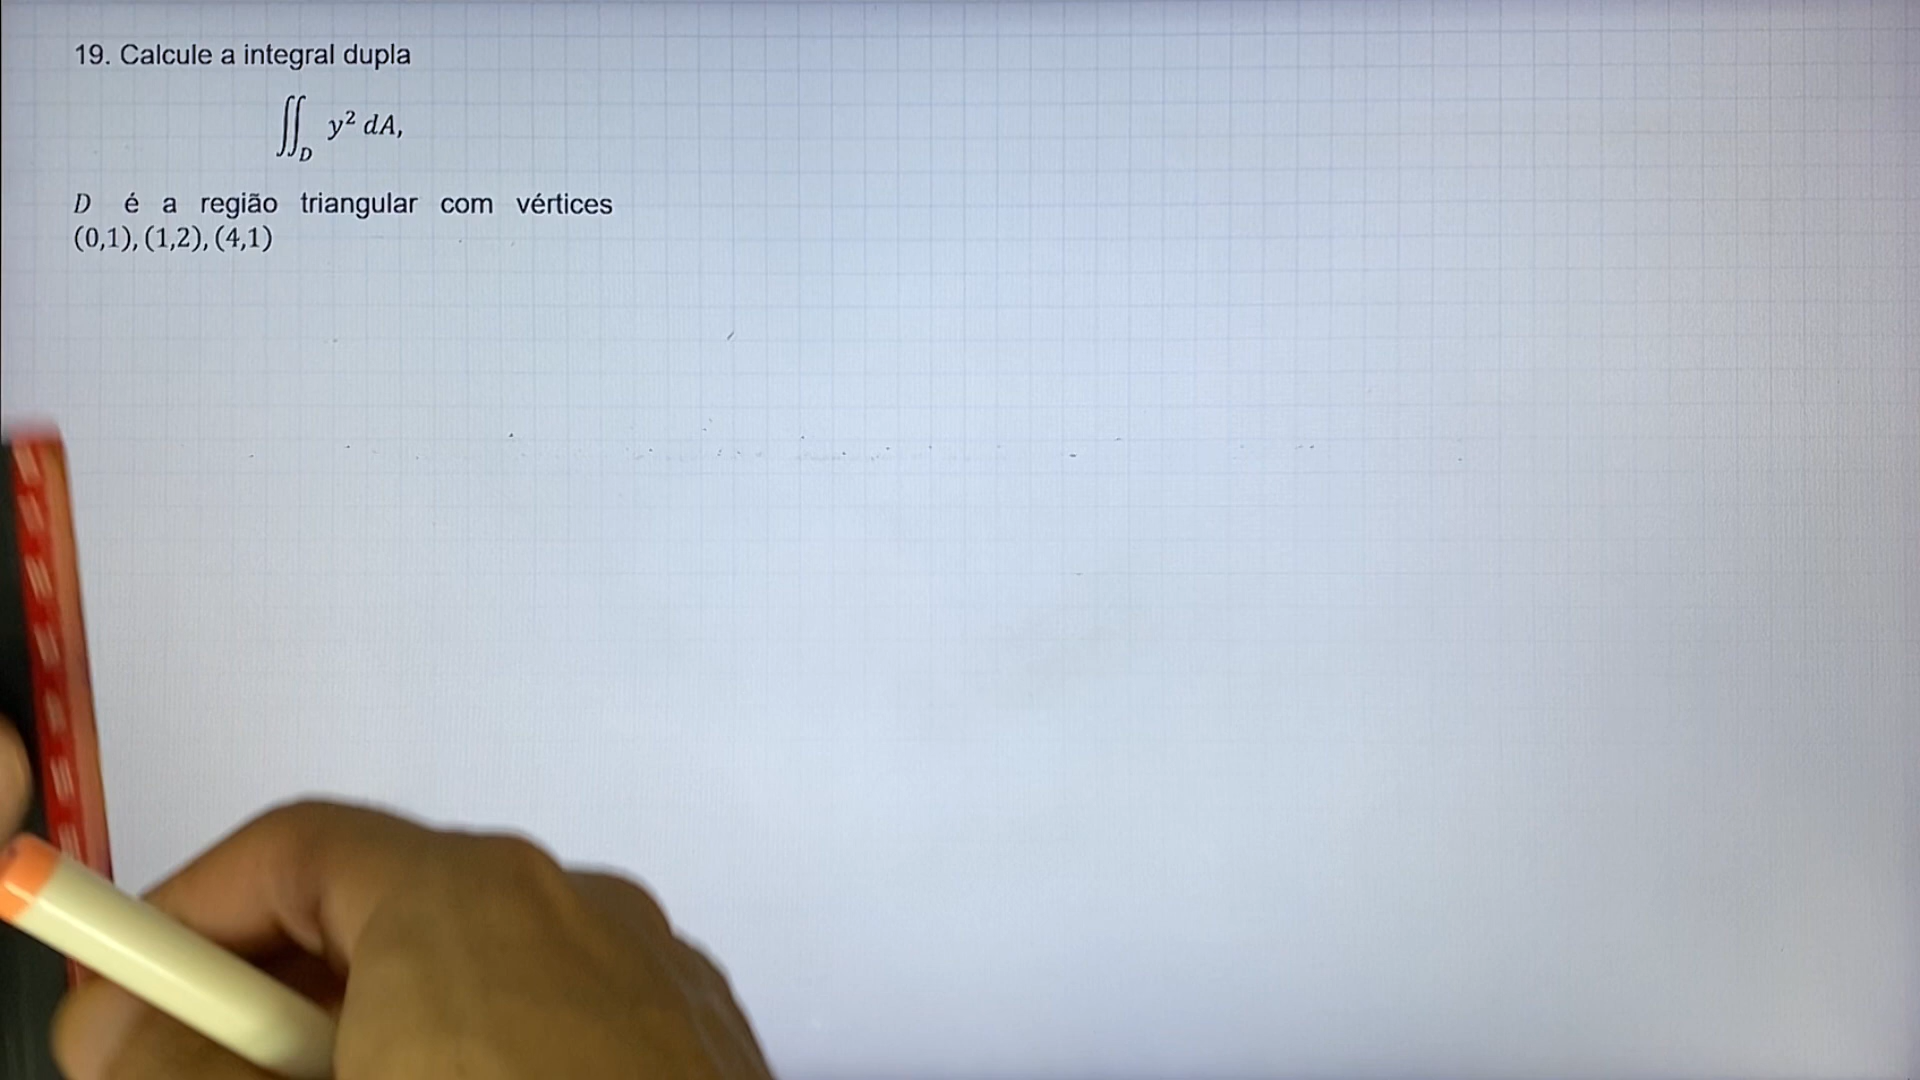 19. Calcule a integral dupla
∬_D y² dA,
D é a região triangular com vértices
(0,1), (1,2), (4,1)